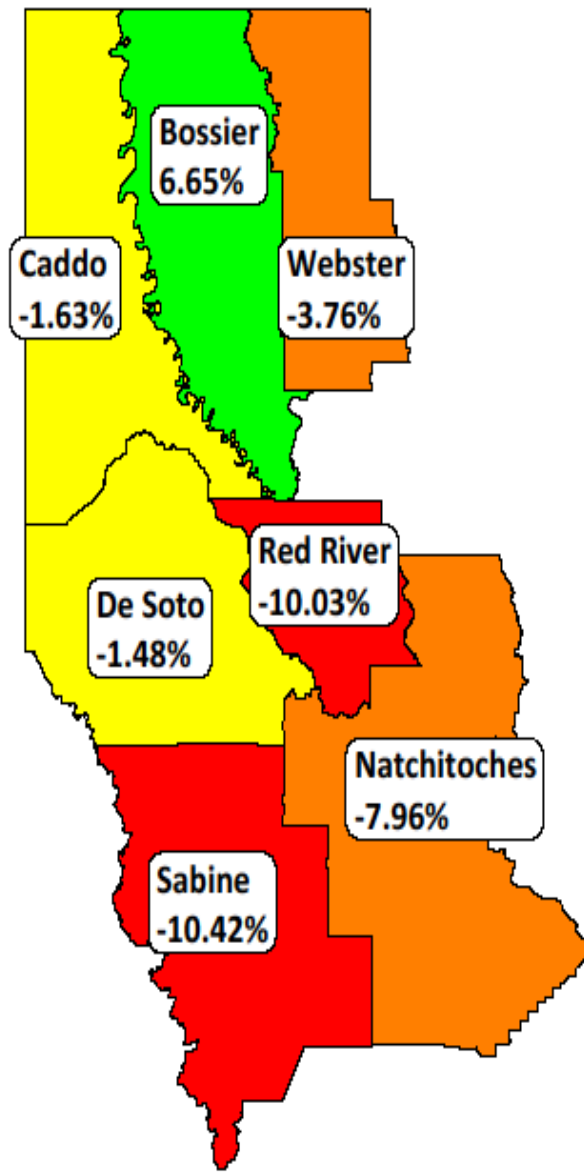 Bossier
6.65%
Caddo
-1.63%
Webster
-3.76%
Red River
-10.03%
De Soto
-1.48%
Natchitoches
-7.96%
Sabine
-10.42%